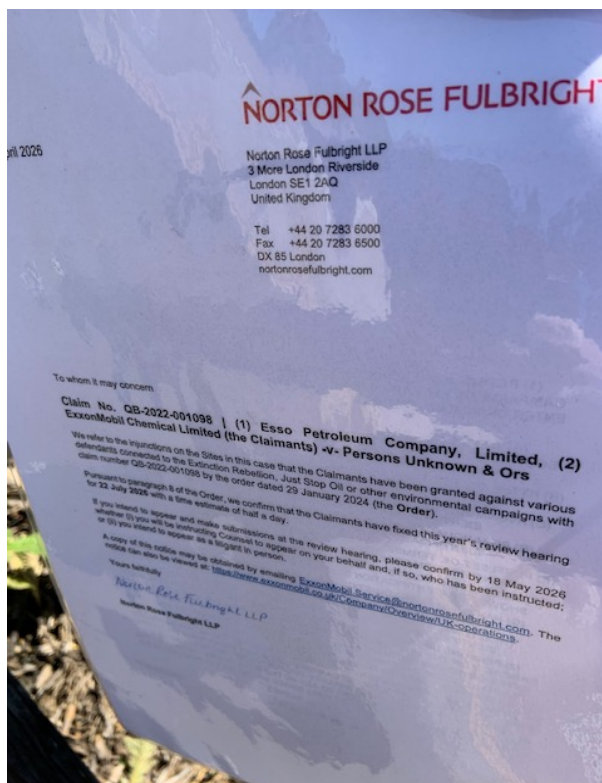 NORTON ROSE FULBRIGHT
pril 2026
Norton Rose Fulbright LLP
3 More London Riverside
London SE1 2AQ
United Kingdom
Tel +44 20 7283 6000
Fax +44 20 7283 6500
DX 85 London
nortonrosefulbright.com
To whom it may concern
Claim No. QB-2022-001098 | (1) Esso Petroleum Company, Limited, (2)
ExxonMobil Chemical Limited (the Claimants) -v- Persons Unknown & Ors
We refer to the injunctions on the Sites in this case that the Claimants have been granted against various
defendants connected to the Extinction Rebellion, Just Stop Oil or other environmental campaigns with
claim number QB-2022-001098 by the order dated 29 January 2024 (the Order).
Pursuant to paragraph 8 of the Order, we confirm that the Claimants have fixed this year's review hearing
for 22 July 2026 with a time estimate of half a day.
If you intend to appear and make submissions at the review hearing, please confirm by 18 May 2026
whether (i) you will be instructing Counsel to appear on your behalf and, if so, who has been instructed;
or (ii) you intend to appear as a litigant in person.
A copy of this notice may be obtained by emailing ExxonMobil.Service@nortonrosefulbright.com. The
notice can also be viewed at: https://www.exxonmobil.co.uk/Company/Overview/UK-operations.
Yours faithfully
Norton Rose Fulbright LLP
Norton Rose Fulbright LLP